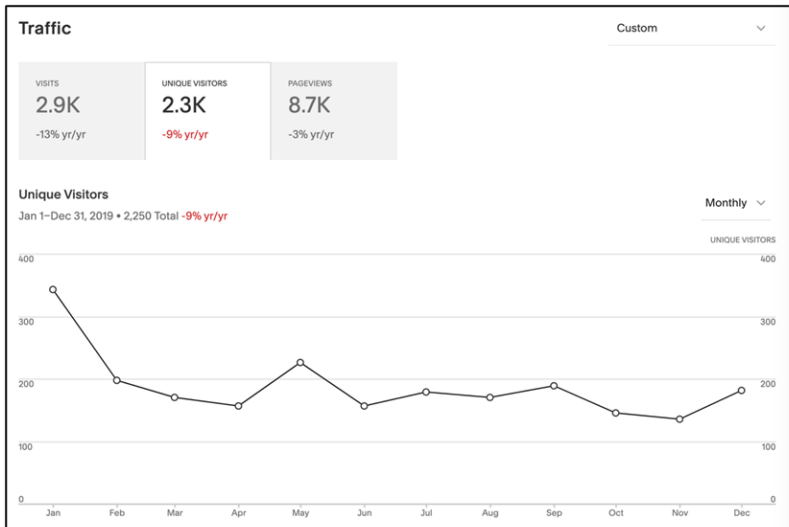 Traffic
Custom
VISITS
2.9K
-13% yr/yr
UNIQUE VISITORS
2.3K
-9% yr/yr
PAGEVIEWS
8.7K
-3% yr/yr
Unique Visitors
Jan 1–Dec 31, 2019 • 2,250 Total -9% yr/yr
Monthly
UNIQUE VISITORS
400 400
300 300
200 200
100 100
0 0
Jan Feb Mar Apr May Jun Jul Aug Sep Oct Nov Dec